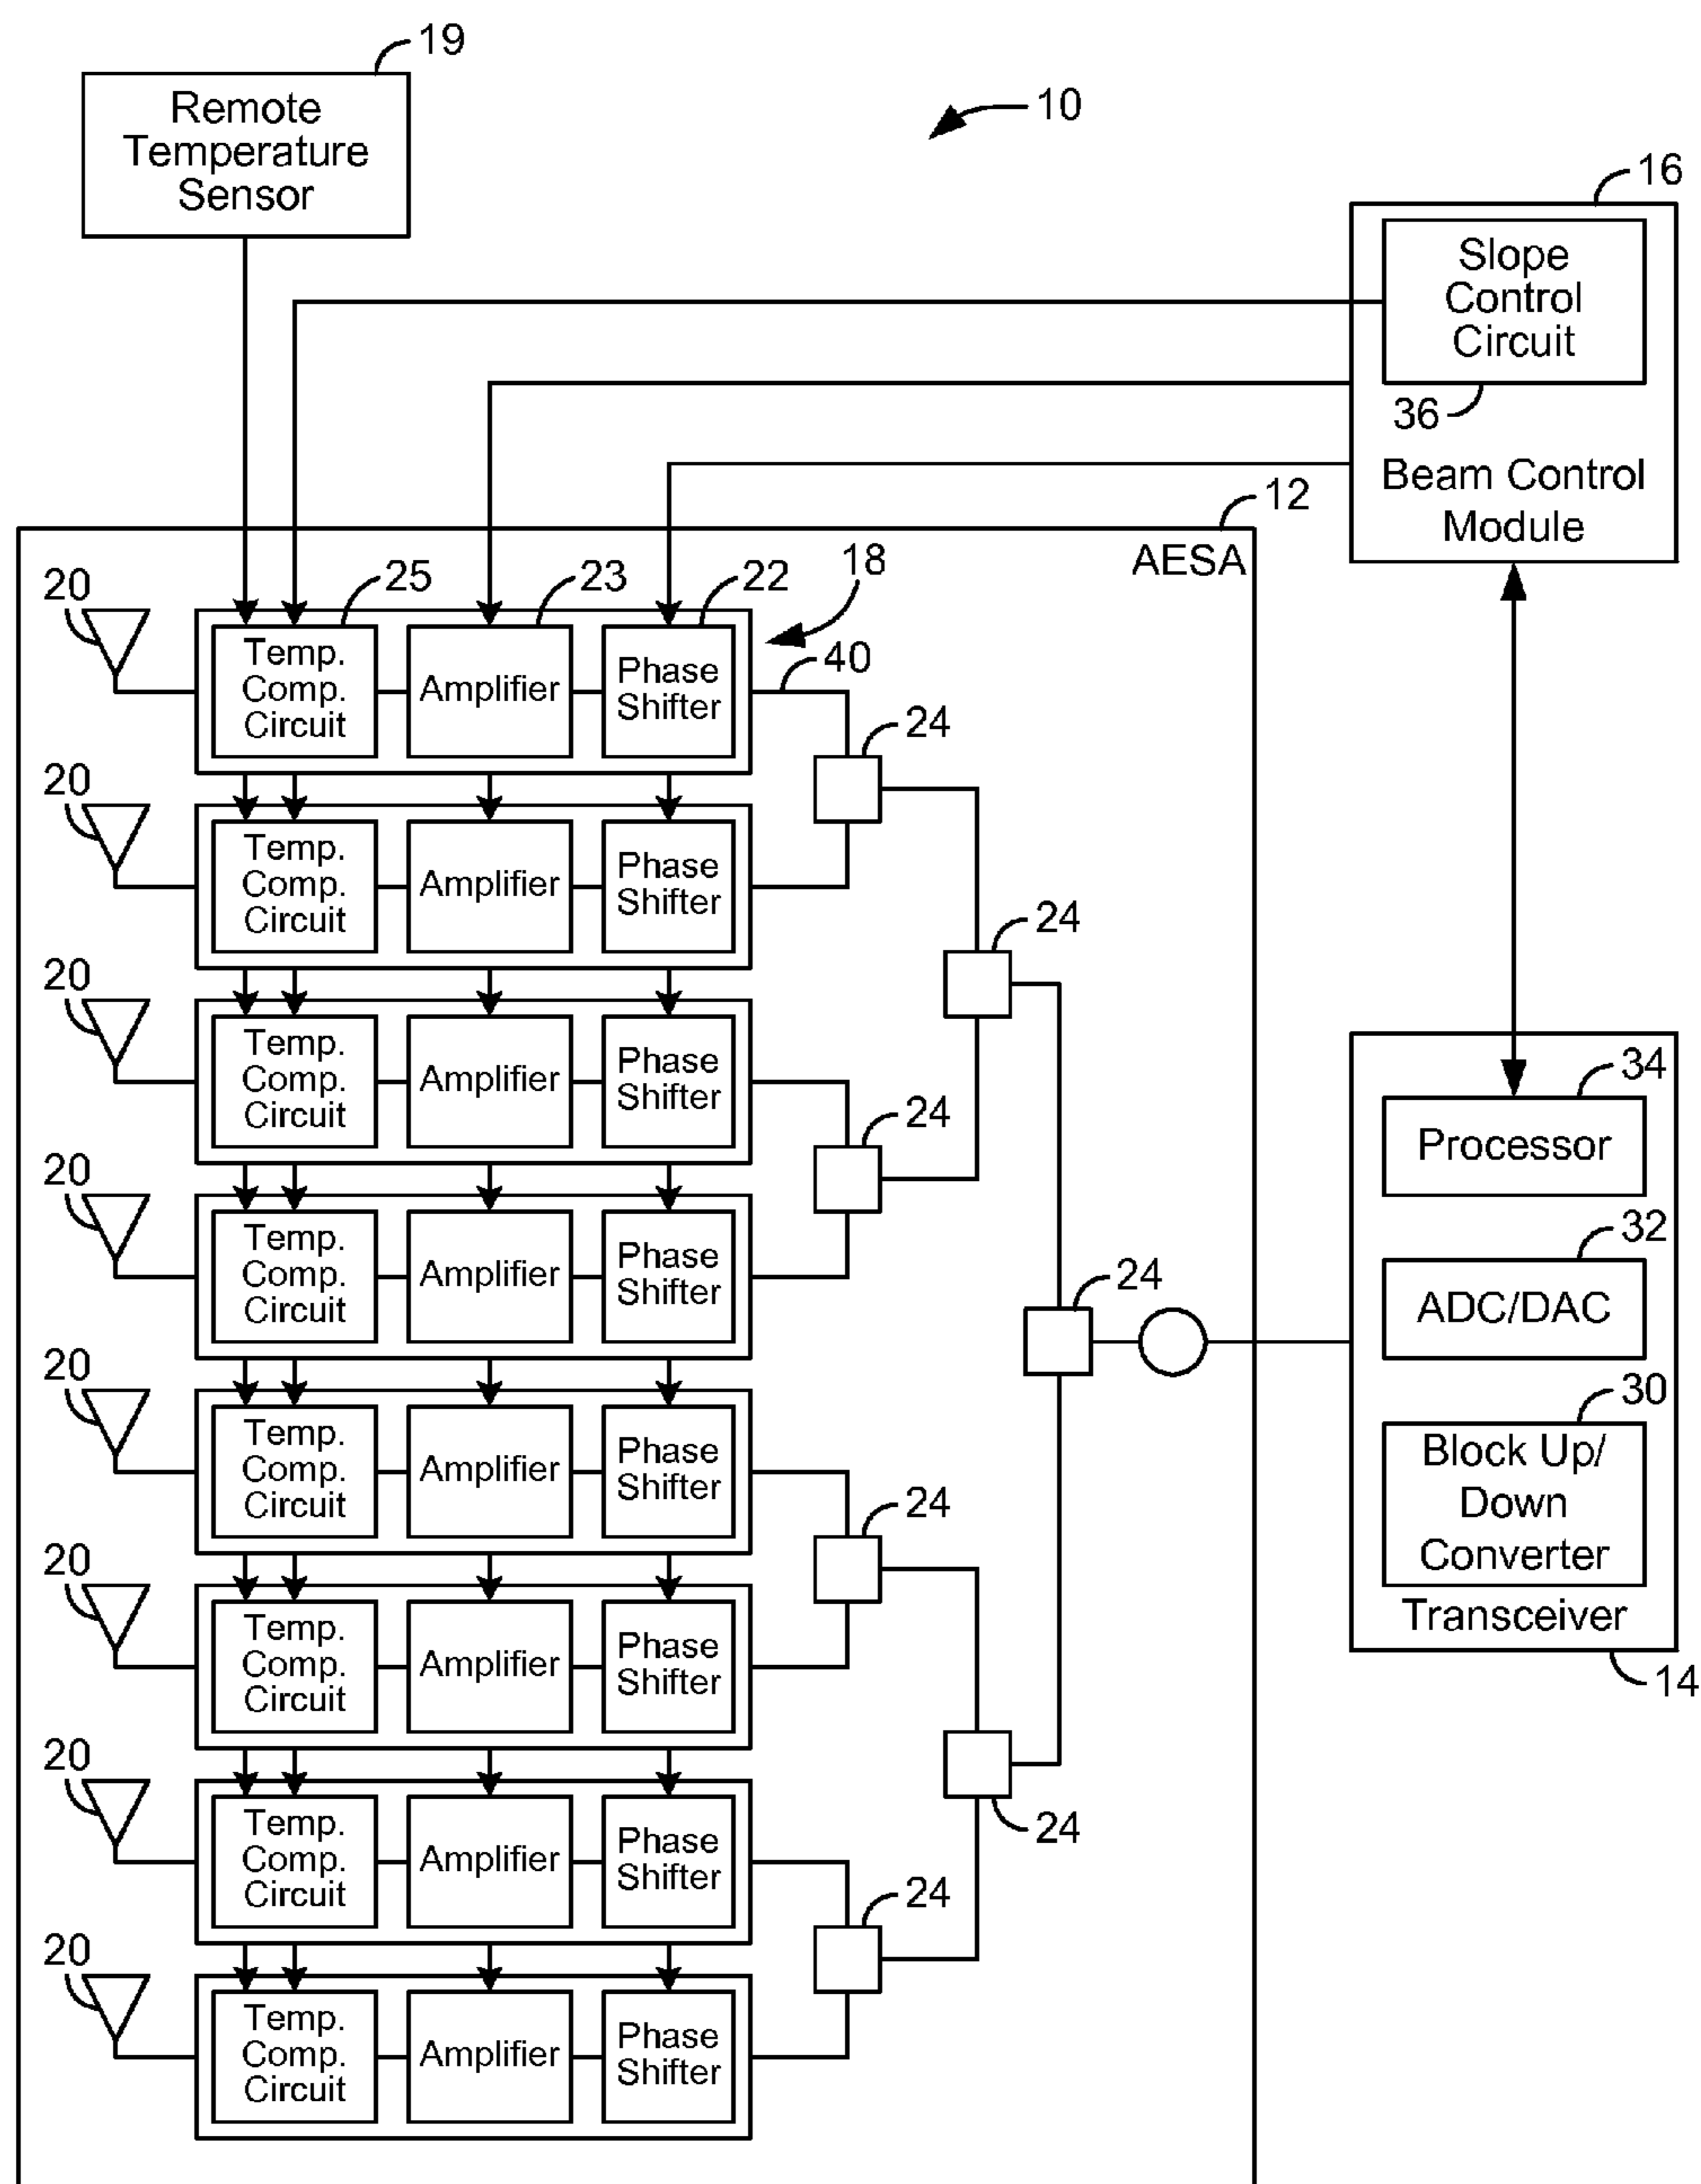 19
Remote
Temperature
Sensor
10
16
Slope
Control
Circuit
36
Beam Control
Module
12
AESA
20
25
23
22
18
Temp.
Comp.
Circuit
Amplifier
Phase
Shifter
40
24
20
Temp.
Comp.
Circuit
Amplifier
Phase
Shifter
24
20
Temp.
Comp.
Circuit
Amplifier
Phase
Shifter
24
20
Temp.
Comp.
Circuit
Amplifier
Phase
Shifter
24
20
Temp.
Comp.
Circuit
Amplifier
Phase
Shifter
24
20
Temp.
Comp.
Circuit
Amplifier
Phase
Shifter
24
20
Temp.
Comp.
Circuit
Amplifier
Phase
Shifter
24
20
Temp.
Comp.
Circuit
Amplifier
Phase
Shifter
34
Processor
32
ADC/DAC
30
Block Up/
Down
Converter
Transceiver
14